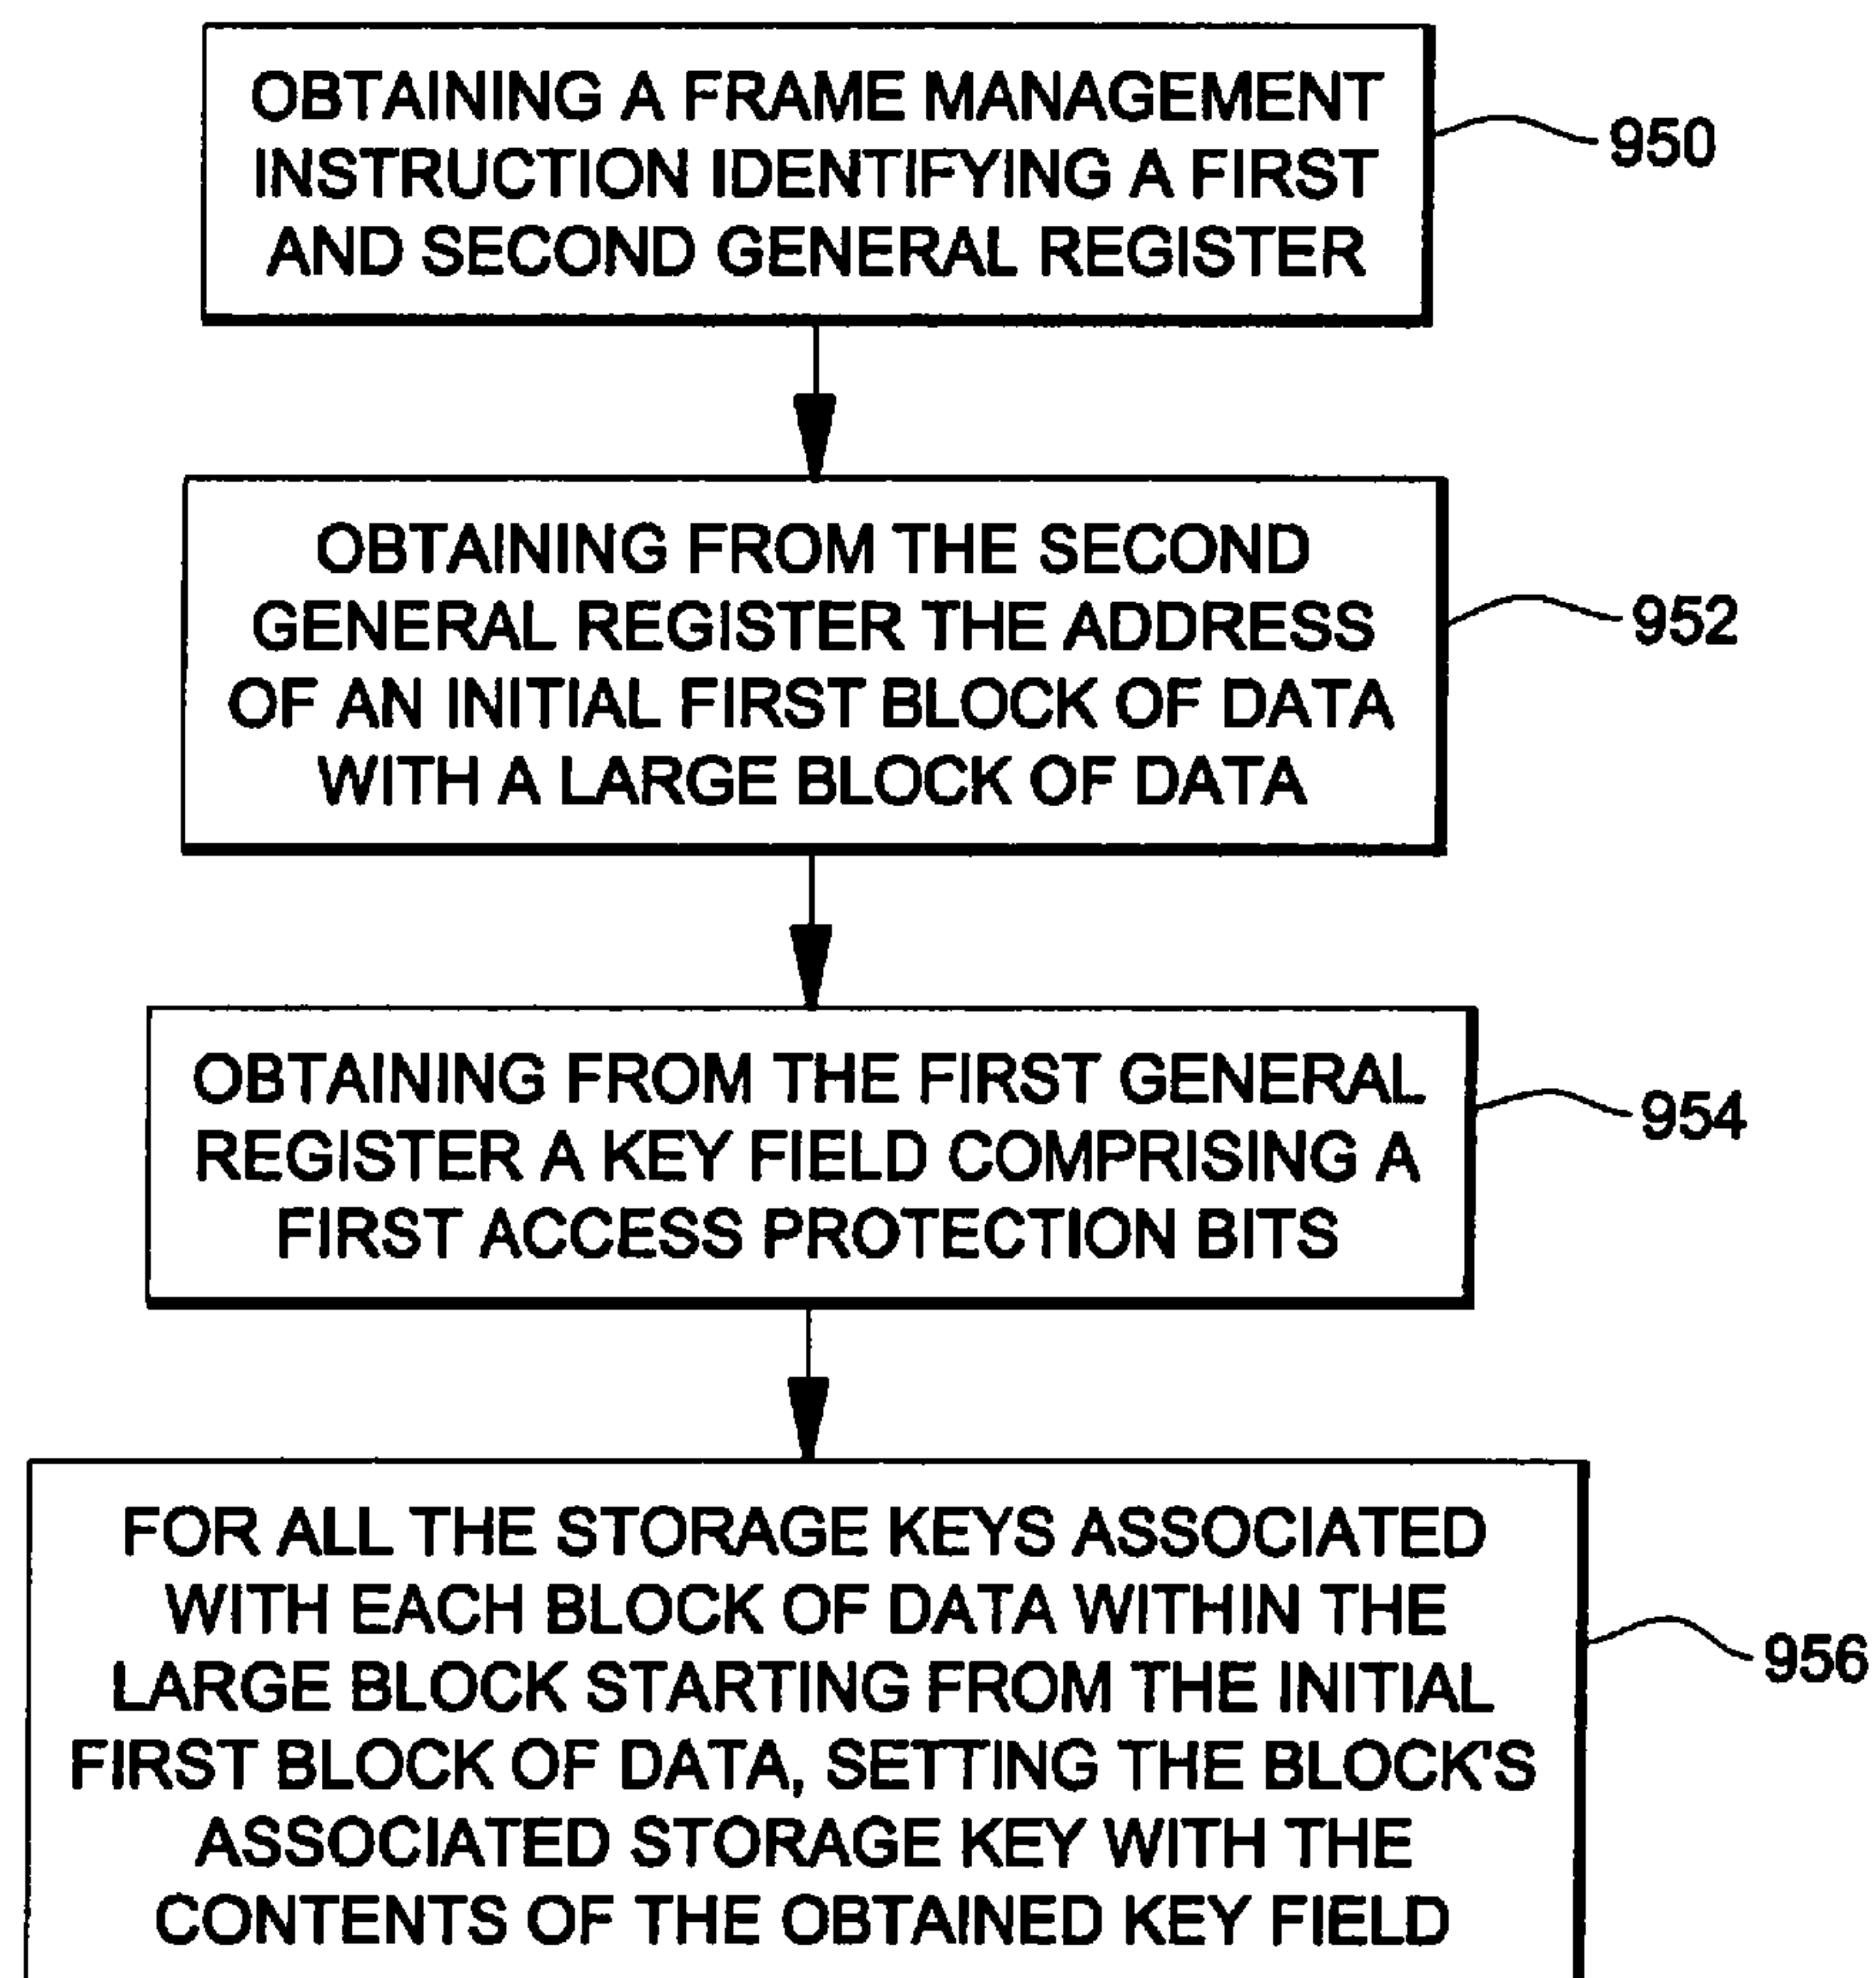 OBTAINING A FRAME MANAGEMENT
INSTRUCTION IDENTIFYING A FIRST
AND SECOND GENERAL REGISTER
950
OBTAINING FROM THE SECOND
GENERAL REGISTER THE ADDRESS
OF AN INITIAL FIRST BLOCK OF DATA
WITH A LARGE BLOCK OF DATA
952
OBTAINING FROM THE FIRST GENERAL
REGISTER A KEY FIELD COMPRISING A
FIRST ACCESS PROTECTION BITS
954
FOR ALL THE STORAGE KEYS ASSOCIATED
WITH EACH BLOCK OF DATA WITHIN THE
LARGE BLOCK STARTING FROM THE INITIAL
FIRST BLOCK OF DATA, SETTING THE BLOCK'S
ASSOCIATED STORAGE KEY WITH THE
CONTENTS OF THE OBTAINED KEY FIELD
956